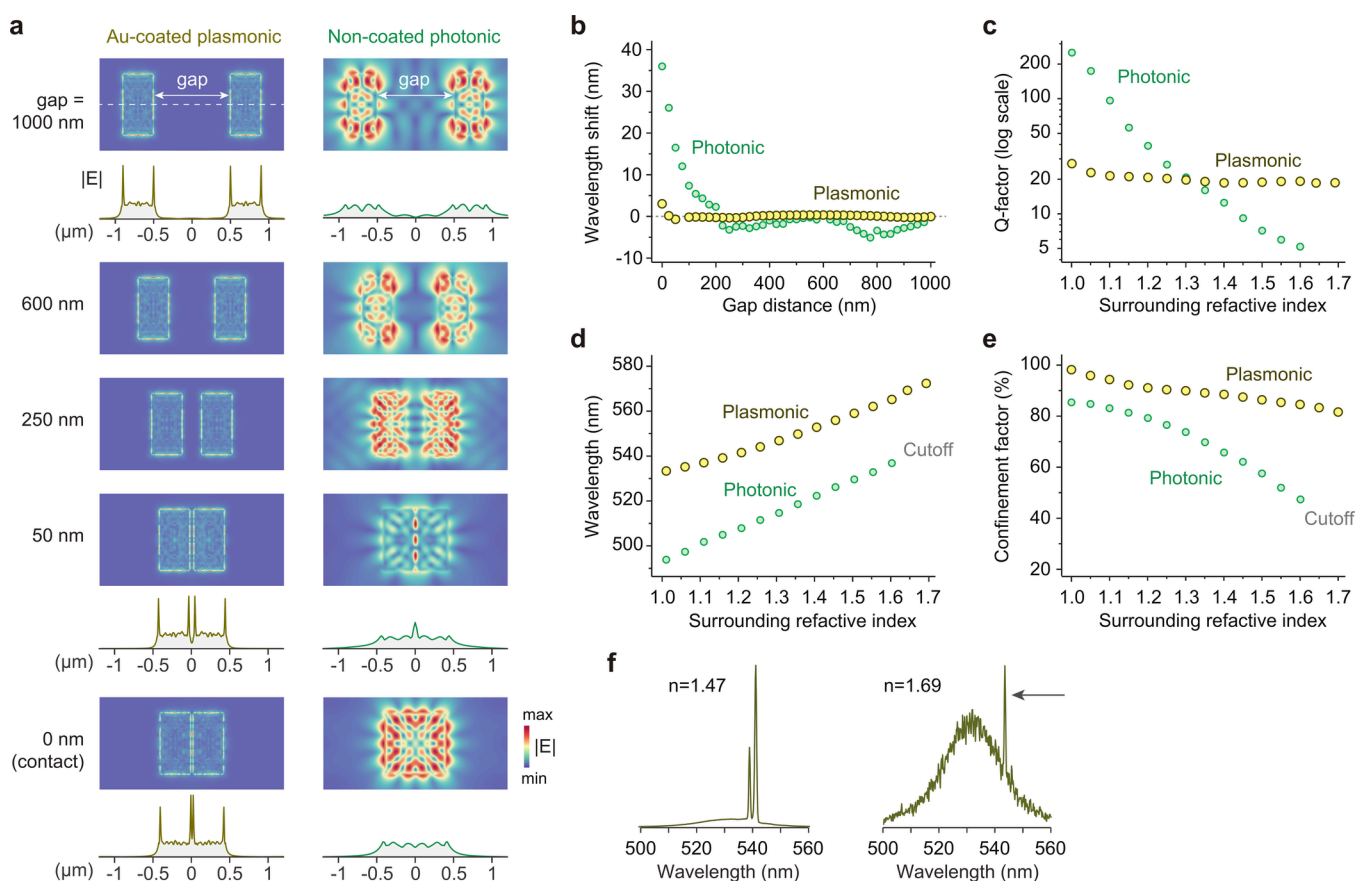 a
Au-coated plasmonic
Non-coated photonic
gap =
1000 nm
gap
gap
|E|
(µm) -1 -0.5 0 0.5 1
-1 -0.5 0 0.5 1
600 nm
250 nm
50 nm
(µm) -1 -0.5 0 0.5 1
-1 -0.5 0 0.5 1
0 nm
(contact)
max
|E|
min
(µm) -1 -0.5 0 0.5 1
-1 -0.5 0 0.5 1
b
Wavelength shift (nm)
40
30
20
10
0
-10
Photonic
Plasmonic
0 200 400 600 800 1000
Gap distance (nm)
c
Q-factor (log scale)
200
100
50
20
10
5
Photonic
Plasmonic
1.0 1.1 1.2 1.3 1.4 1.5 1.6 1.7
Surrounding refactive index
d
Wavelength (nm)
580
560
540
520
500
Plasmonic
Photonic
Cutoff
1.0 1.1 1.2 1.3 1.4 1.5 1.6 1.7
Surrounding refactive index
e
Confinement factor (%)
100
80
60
40
20
Plasmonic
Photonic
Cutoff
1.0 1.1 1.2 1.3 1.4 1.5 1.6 1.7
Surrounding refactive index
f
n=1.47
500 520 540 560
Wavelength (nm)
n=1.69
500 520 540 560
Wavelength (nm)